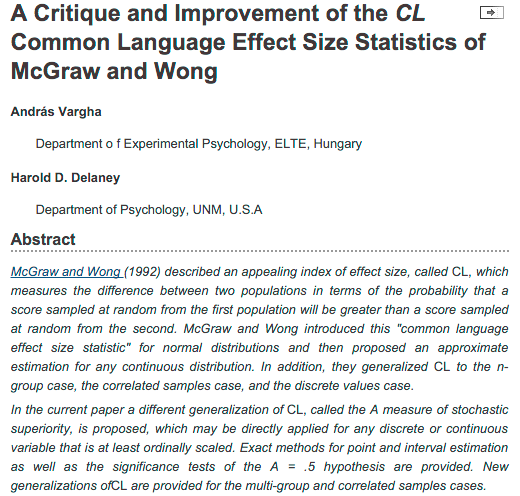 A Critique and Improvement of the CL
Common Language Effect Size Statistics of
McGraw and Wong
András Vargha
Department o f Experimental Psychology, ELTE, Hungary
Harold D. Delaney
Department of Psychology, UNM, U.S.A
Abstract
McGraw and Wong (1992) described an appealing index of effect size, called CL, which
measures the difference between two populations in terms of the probability that a
score sampled at random from the first population will be greater than a score sampled
at random from the second. McGraw and Wong introduced this "common language
effect size statistic" for normal distributions and then proposed an approximate
estimation for any continuous distribution. In addition, they generalized CL to the n-
group case, the correlated samples case, and the discrete values case.
In the current paper a different generalization of CL, called the A measure of stochastic
superiority, is proposed, which may be directly applied for any discrete or continuous
variable that is at least ordinally scaled. Exact methods for point and interval estimation
as well as the significance tests of the A = .5 hypothesis are provided. New
generalizations ofCL are provided for the multi-group and correlated samples cases.